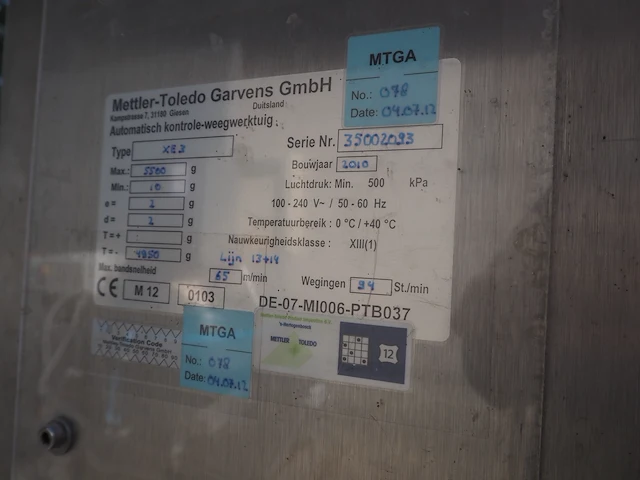 MTGA
No.: 078
Date: 04.07.12
Mettler-Toledo Garvens GmbH
Kampstrasse 7, 31180 Giesen
Duitsland
Automatisch kontrole-weegwerktuig
Type XE3
Serie Nr. 35002093
Max.: 5500 g
Bouwjaar 2010
Min.: 10 g
Luchtdruk: Min. 500 kPa
e = 1 g
100 - 240 V~ / 50 - 60 Hz
d = 1 g
Temperatuurbereik : 0 °C / +40 °C
T = + g
Nauwkeurigheidsklasse : XIII(1)
T = - 4850 g
Lijn 13+14
Max. bandsnelheid 65 m/min
Wegingen 94 St./min
CE M 12 0103
DE-07-MI006-PTB037
Verification Code
MTGA
No.: 078
Date: 04.07.12
METTLER TOLEDO
12